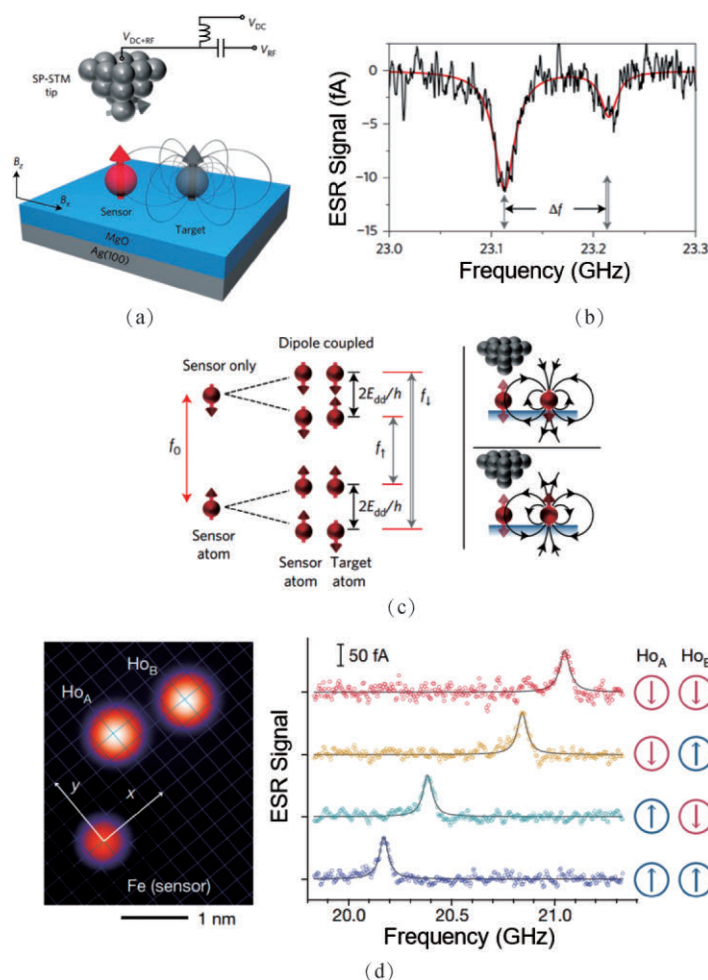 V_DC
V_DC+RF
V_RF
SP-STM
tip
B_z
B_x
Sensor
Target
MgO
Ag(100)
(a)
ESR Signal (fA)
0
−5
−10
−15
Δf
23.0
23.1
23.2
23.3
Frequency (GHz)
(b)
Dipole coupled
Sensor only
2E_dd/h
f_↓
f_0
f_↑
2E_dd/h
Sensor
atom
Sensor
atom
Target
atom
(c)
Ho_B
Ho_A
y
x
Fe (sensor)
1 nm
50 fA
Ho_A Ho_B
ESR Signal
↓ ↓
↓ ↑
↑ ↓
↑ ↑
20.0
20.5
21.0
Frequency (GHz)
(d)